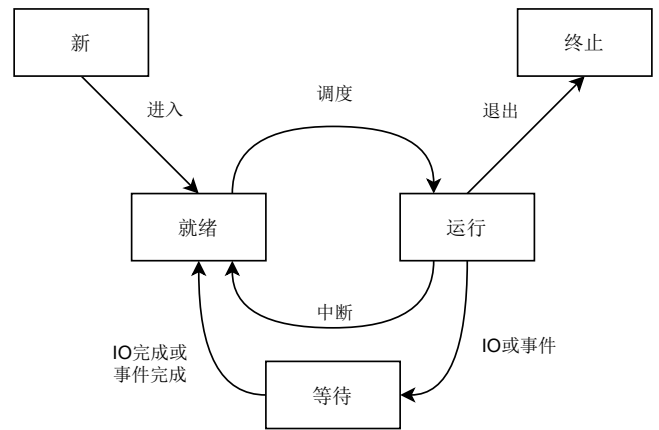 新
终止
调度
进入
退出
就绪
运行
中断
IO或事件
IO完成或
事件完成
等待